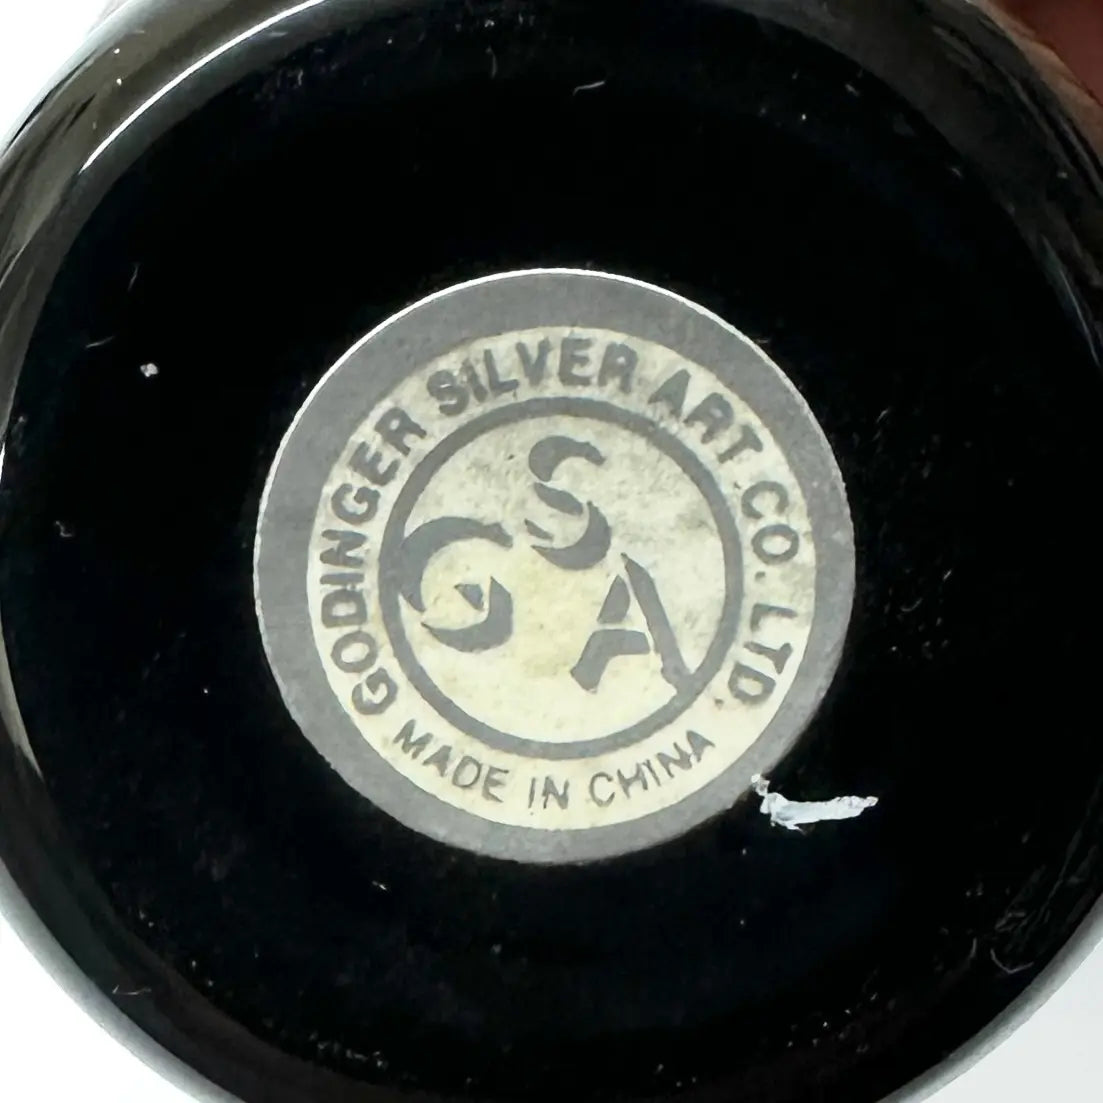 GODINGER SILVER ART CO. LTD.
GSA
MADE IN CHINA